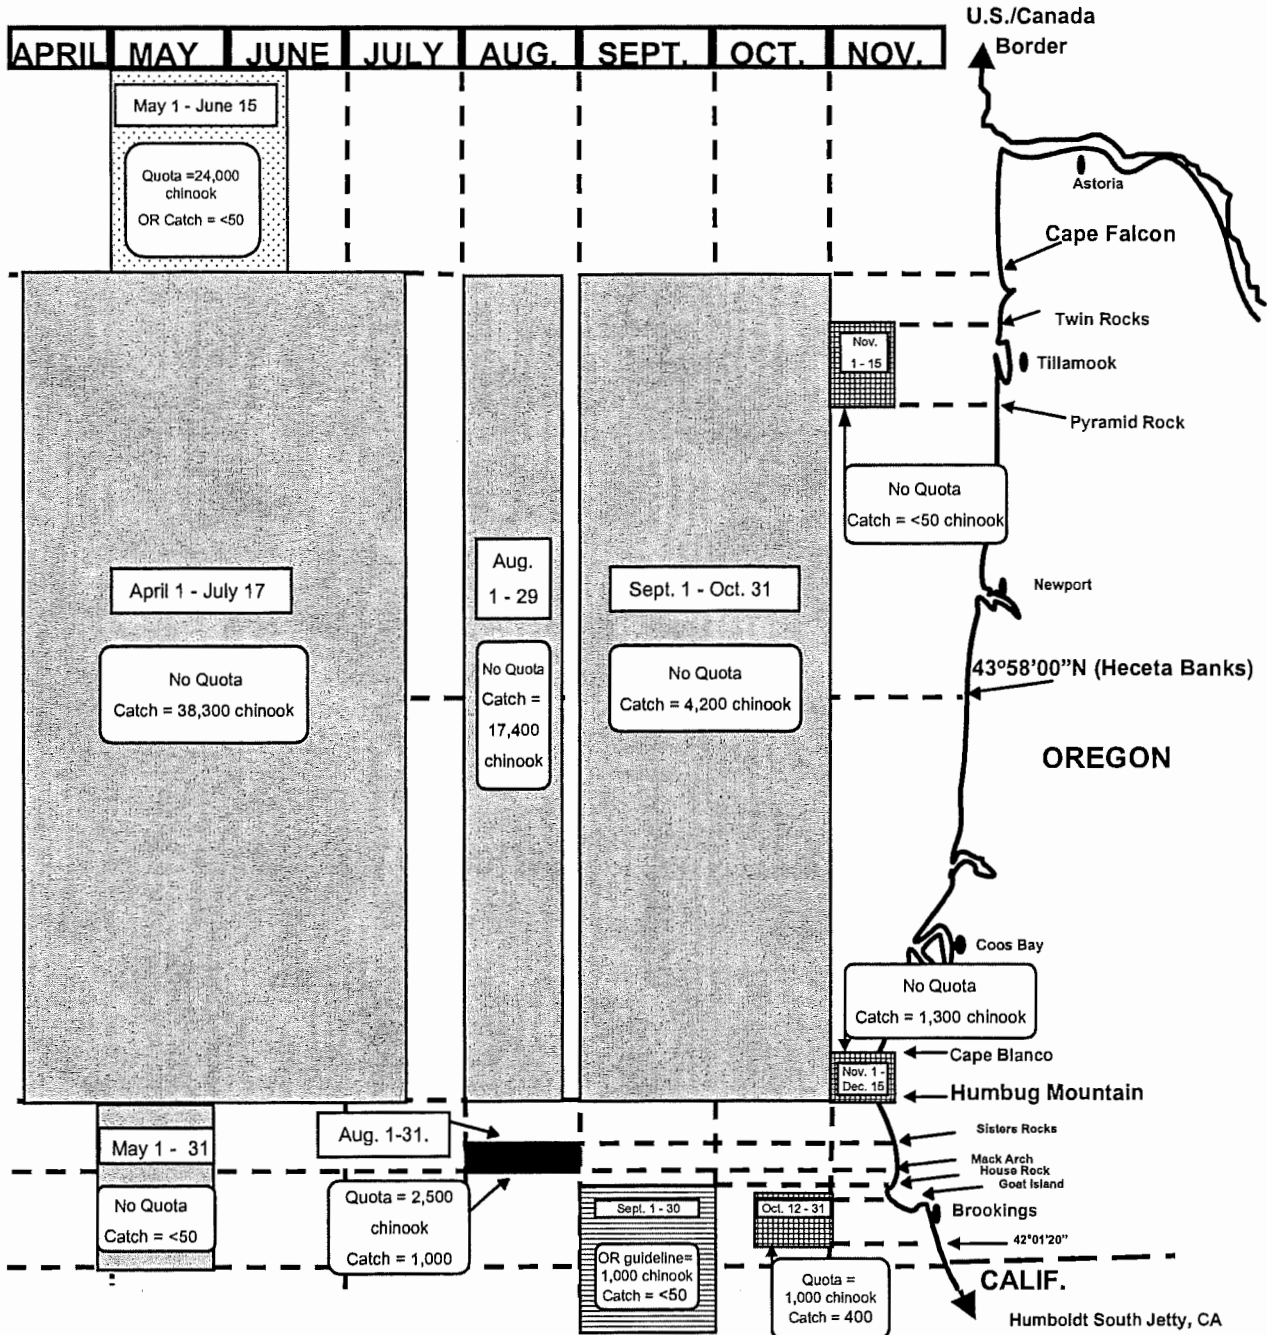 U.S./Canada
Border
APRIL MAY JUNE JULY AUG. SEPT. OCT. NOV.
May 1 - June 15
Quota =24,000
chinook
OR Catch = <50
Astoria
Cape Falcon
Twin Rocks
Nov.
1 - 15
Tillamook
Pyramid Rock
No Quota
Catch = <50 chinook
Aug.
1 - 29
April 1 - July 17
Sept. 1 - Oct. 31
Newport
No Quota
Catch = 38,300 chinook
No Quota
Catch =
17,400
chinook
No Quota
Catch = 4,200 chinook
43º58'00”N (Heceta Banks)
OREGON
Coos Bay
No Quota
Catch = 1,300 chinook
Cape Blanco
Nov. 1 -
Dec. 15
Humbug Mountain
May 1 - 31
Aug. 1-31.
Sisters Rocks
Mack Arch
House Rock
Goat Island
No Quota
Catch = <50
Quota = 2,500
chinook
Catch = 1,000
Sept. 1 - 30
Oct. 12 - 31
Brookings
OR guideline=
1,000 chinook
Catch = <50
42°01'20"
Quota =
1,000 chinook
Catch = 400
CALIF.
Humboldt South Jetty, CA